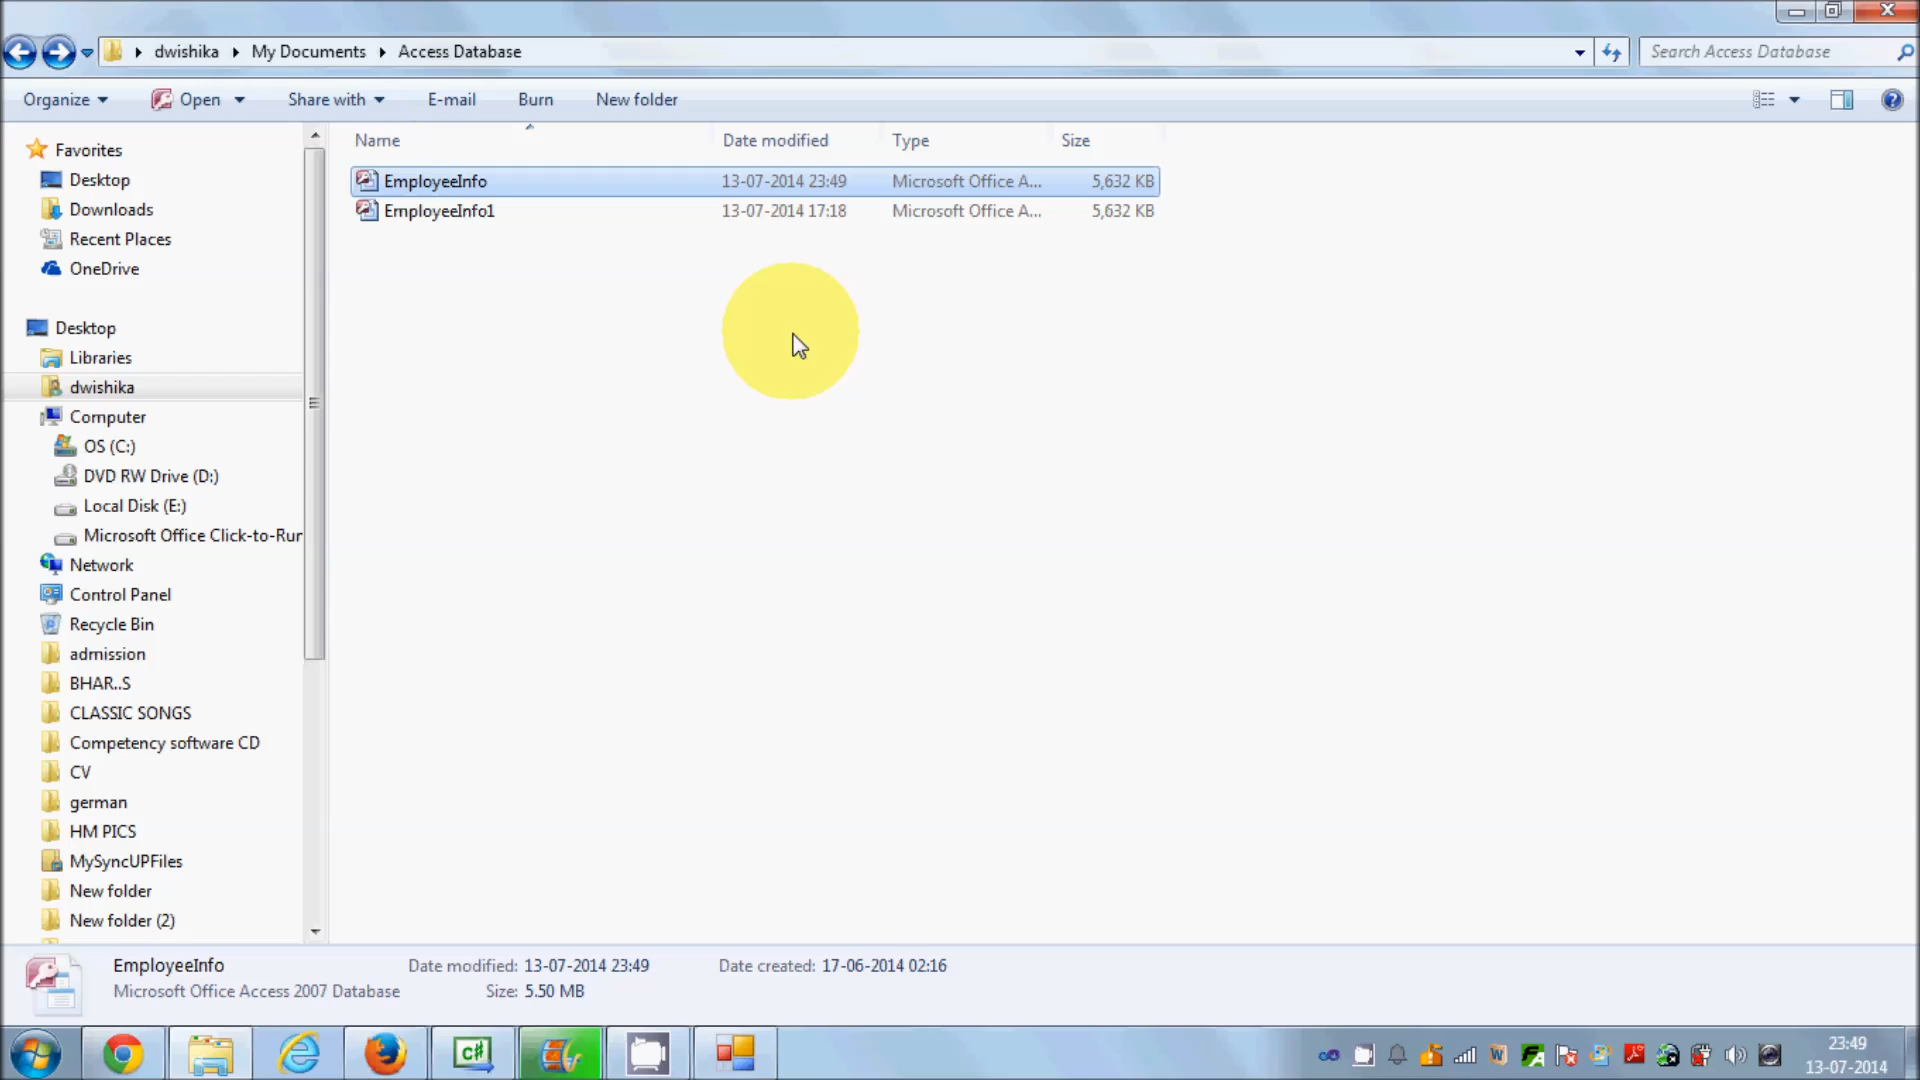 dwishika My Documents Access Database
Search Access Database
Organize Open Share with E-mail Burn New folder
Name Date modified Type Size
EmployeeInfo 13-07-2014 23:49 Microsoft Office A... 5,632 KB
EmployeeInfo1 13-07-2014 17:18 Microsoft Office A... 5,632 KB
Favorites
Desktop
Downloads
Recent Places
OneDrive
Desktop
Libraries
dwishika
Computer
OS (C:)
DVD RW Drive (D:)
Local Disk (E:)
Microsoft Office Click-to-Run
Network
Control Panel
Recycle Bin
admission
BHAR..S
CLASSIC SONGS
Competency software CD
CV
german
HM PICS
MySyncUPFiles
New folder
New folder (2)
EmployeeInfo Date modified: 13-07-2014 23:49 Date created: 17-06-2014 02:16
Microsoft Office Access 2007 Database Size: 5.50 MB
c#
23:49
13-07-2014